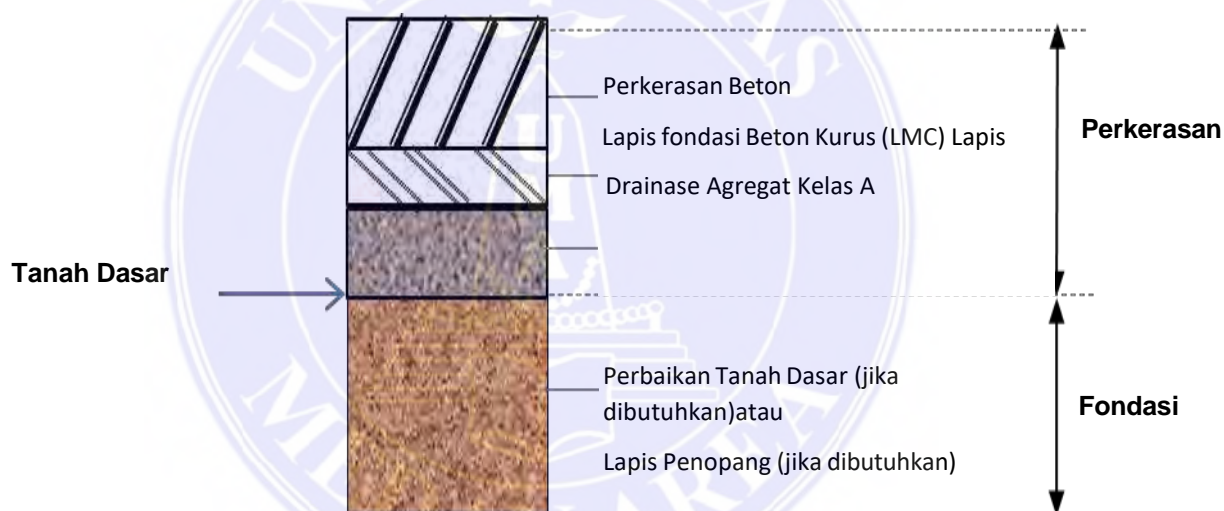 Perkerasan Beton
Perkerasan
Lapis fondasi Beton Kurus (LMC) Lapis
Drainase Agregat Kelas A
Tanah Dasar
Perbaikan Tanah Dasar (jika
dibutuhkan)atau
Fondasi
Lapis Penopang (jika dibutuhkan)